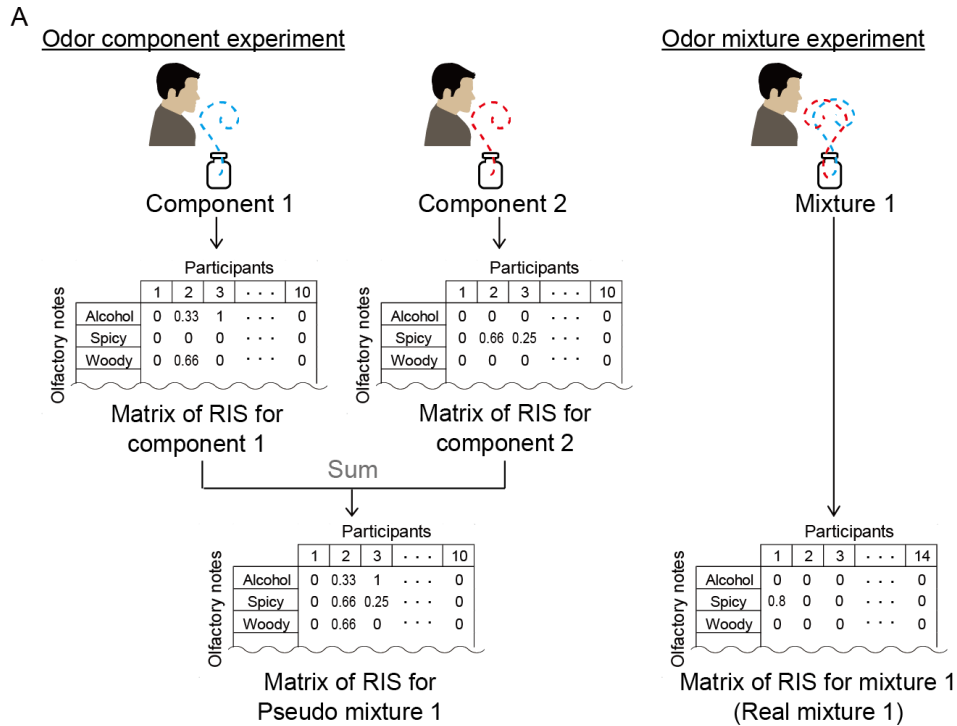 A
Odor component experiment
Odor mixture experiment
Component 1
Component 2
Mixture 1
Participants
1 2 3 · · · 10
Olfactory notes
Alcohol 0 0.33 1 · · · 0
Spicy 0 0 0 · · · 0
Woody 0 0.66 0 · · · 0
Matrix of RIS for
component 1
Participants
1 2 3 · · · 10
Olfactory notes
Alcohol 0 0 0 · · · 0
Spicy 0 0.66 0.25 · · · 0
Woody 0 0 0 · · · 0
Matrix of RIS for
component 2
Sum
Participants
1 2 3 · · · 10
Olfactory notes
Alcohol 0 0.33 1 · · · 0
Spicy 0 0.66 0.25 · · · 0
Woody 0 0.66 0 · · · 0
Matrix of RIS for
Pseudo mixture 1
Participants
1 2 3 · · · 14
Olfactory notes
Alcohol 0 0 0 · · · 0
Spicy 0.8 0 0 · · · 0
Woody 0 0 0 · · · 0
Matrix of RIS for mixture 1
(Real mixture 1)